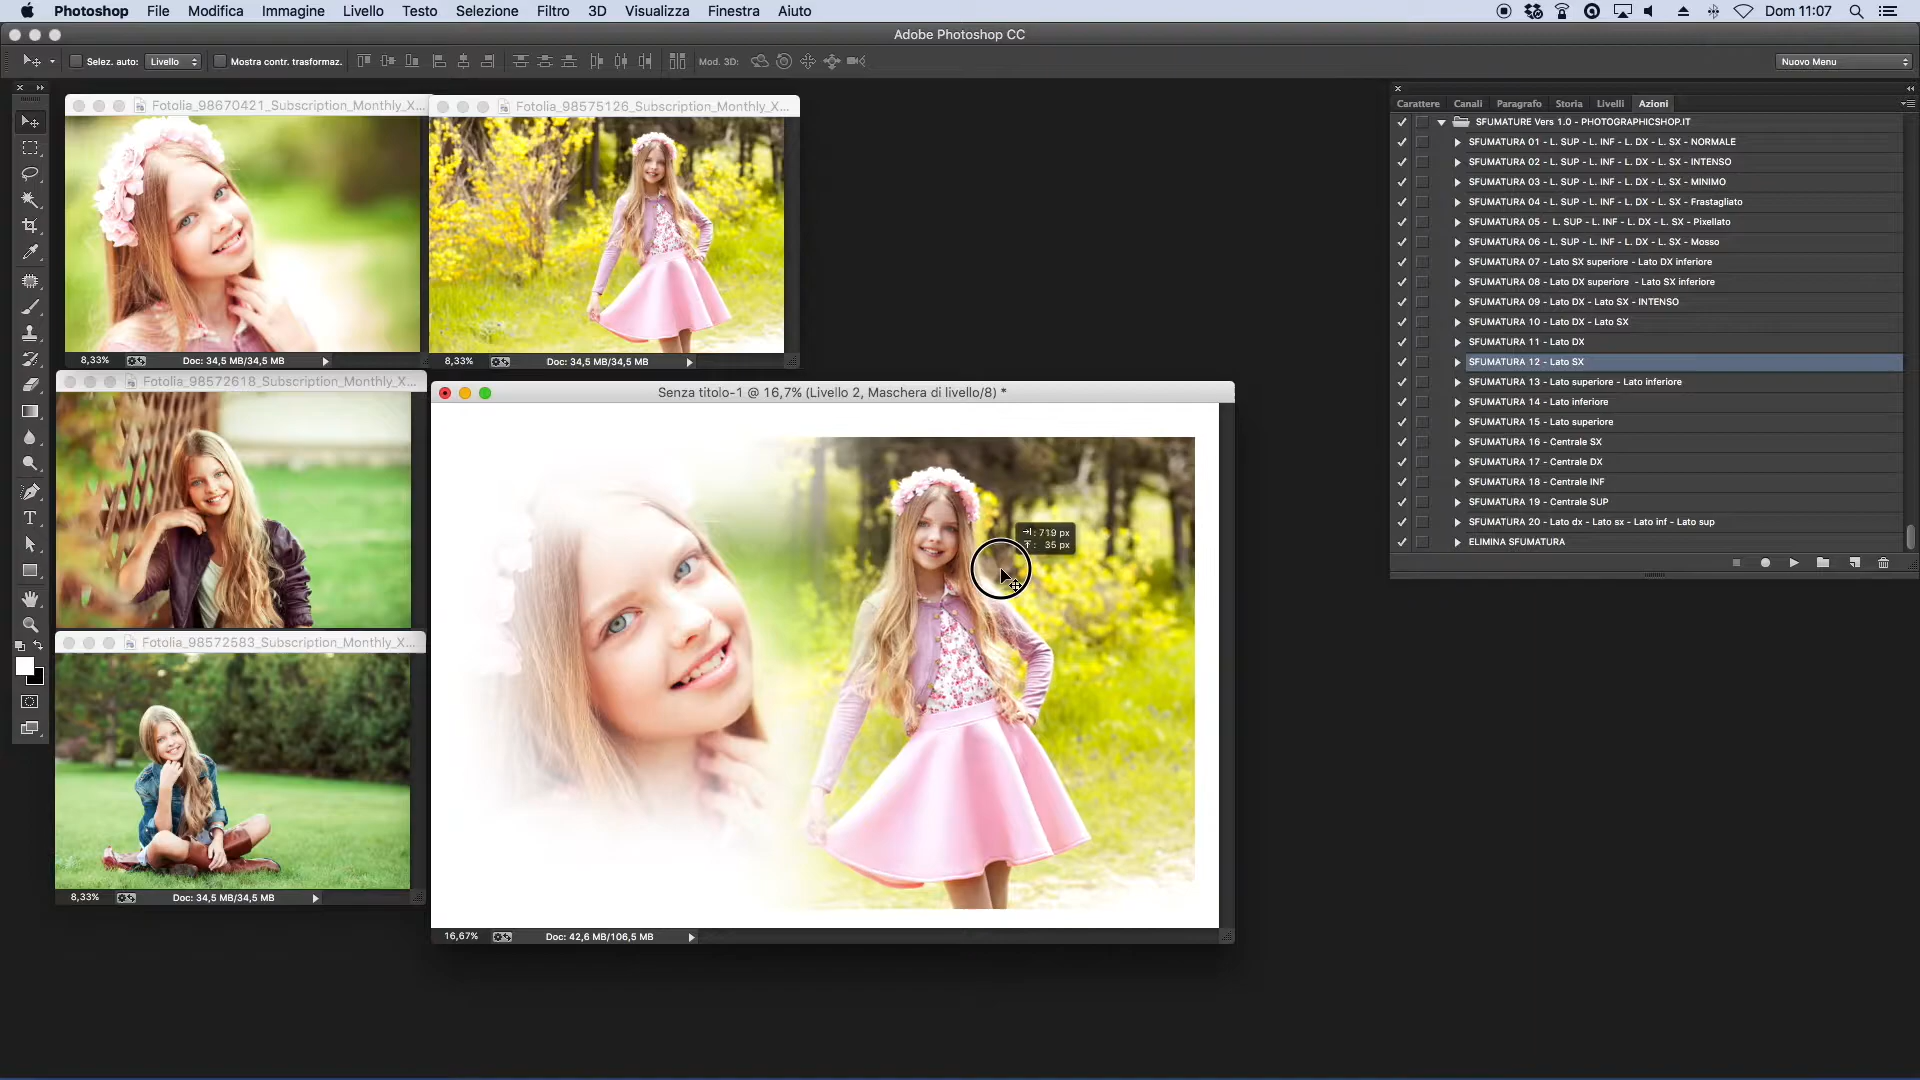 Photoshop File Modifica Immagine Livello Testo Selezione Filtro 3D Visualizza Finestra Aiuto Dom 11:07
Adobe Photoshop CC
Selez. auto: Livello Mostra contr. trasformaz. Mod. 3D: Nuovo Menu
Fotolia_98670421_Subscription_Monthly_X...
8,33% Doc: 34,5 MB/34,5 MB
Fotolia_98575126_Subscription_Monthly_X...
8,33% Doc: 34,5 MB/34,5 MB
Fotolia_98572618_Subscription_Monthly_X...
Fotolia_98572583_Subscription_Monthly_X...
8,33% Doc: 34,5 MB/34,5 MB
Senza titolo-1 @ 16,7% (Livello 2, Maschera di livello/8) *
: 719 px
: 35 px
16,67% Doc: 42,6 MB/106,5 MB
Carattere Canali Paragrafo Storia Livelli Azioni
SFUMATURE Vers 1.0 - PHOTOGRAPHICSHOP.IT
SFUMATURA 01 - L. SUP - L. INF - L. DX - L. SX - NORMALE
SFUMATURA 02 - L. SUP - L. INF - L. DX - L. SX - INTENSO
SFUMATURA 03 - L. SUP - L. INF - L. DX - L. SX - MINIMO
SFUMATURA 04 - L. SUP - L. INF - L. DX - L. SX - Frastagliato
SFUMATURA 05 - L. SUP - L. INF - L. DX - L. SX - Pixellato
SFUMATURA 06 - L. SUP - L. INF - L. DX - L. SX - Mosso
SFUMATURA 07 - Lato SX superiore - Lato DX inferiore
SFUMATURA 08 - Lato DX superiore - Lato SX inferiore
SFUMATURA 09 - Lato DX - Lato SX - INTENSO
SFUMATURA 10 - Lato DX - Lato SX
SFUMATURA 11 - Lato DX
SFUMATURA 12 - Lato SX
SFUMATURA 13 - Lato superiore - Lato inferiore
SFUMATURA 14 - Lato inferiore
SFUMATURA 15 - Lato superiore
SFUMATURA 16 - Centrale SX
SFUMATURA 17 - Centrale DX
SFUMATURA 18 - Centrale INF
SFUMATURA 19 - Centrale SUP
SFUMATURA 20 - Lato dx - Lato sx - Lato inf - Lato sup
ELIMINA SFUMATURA